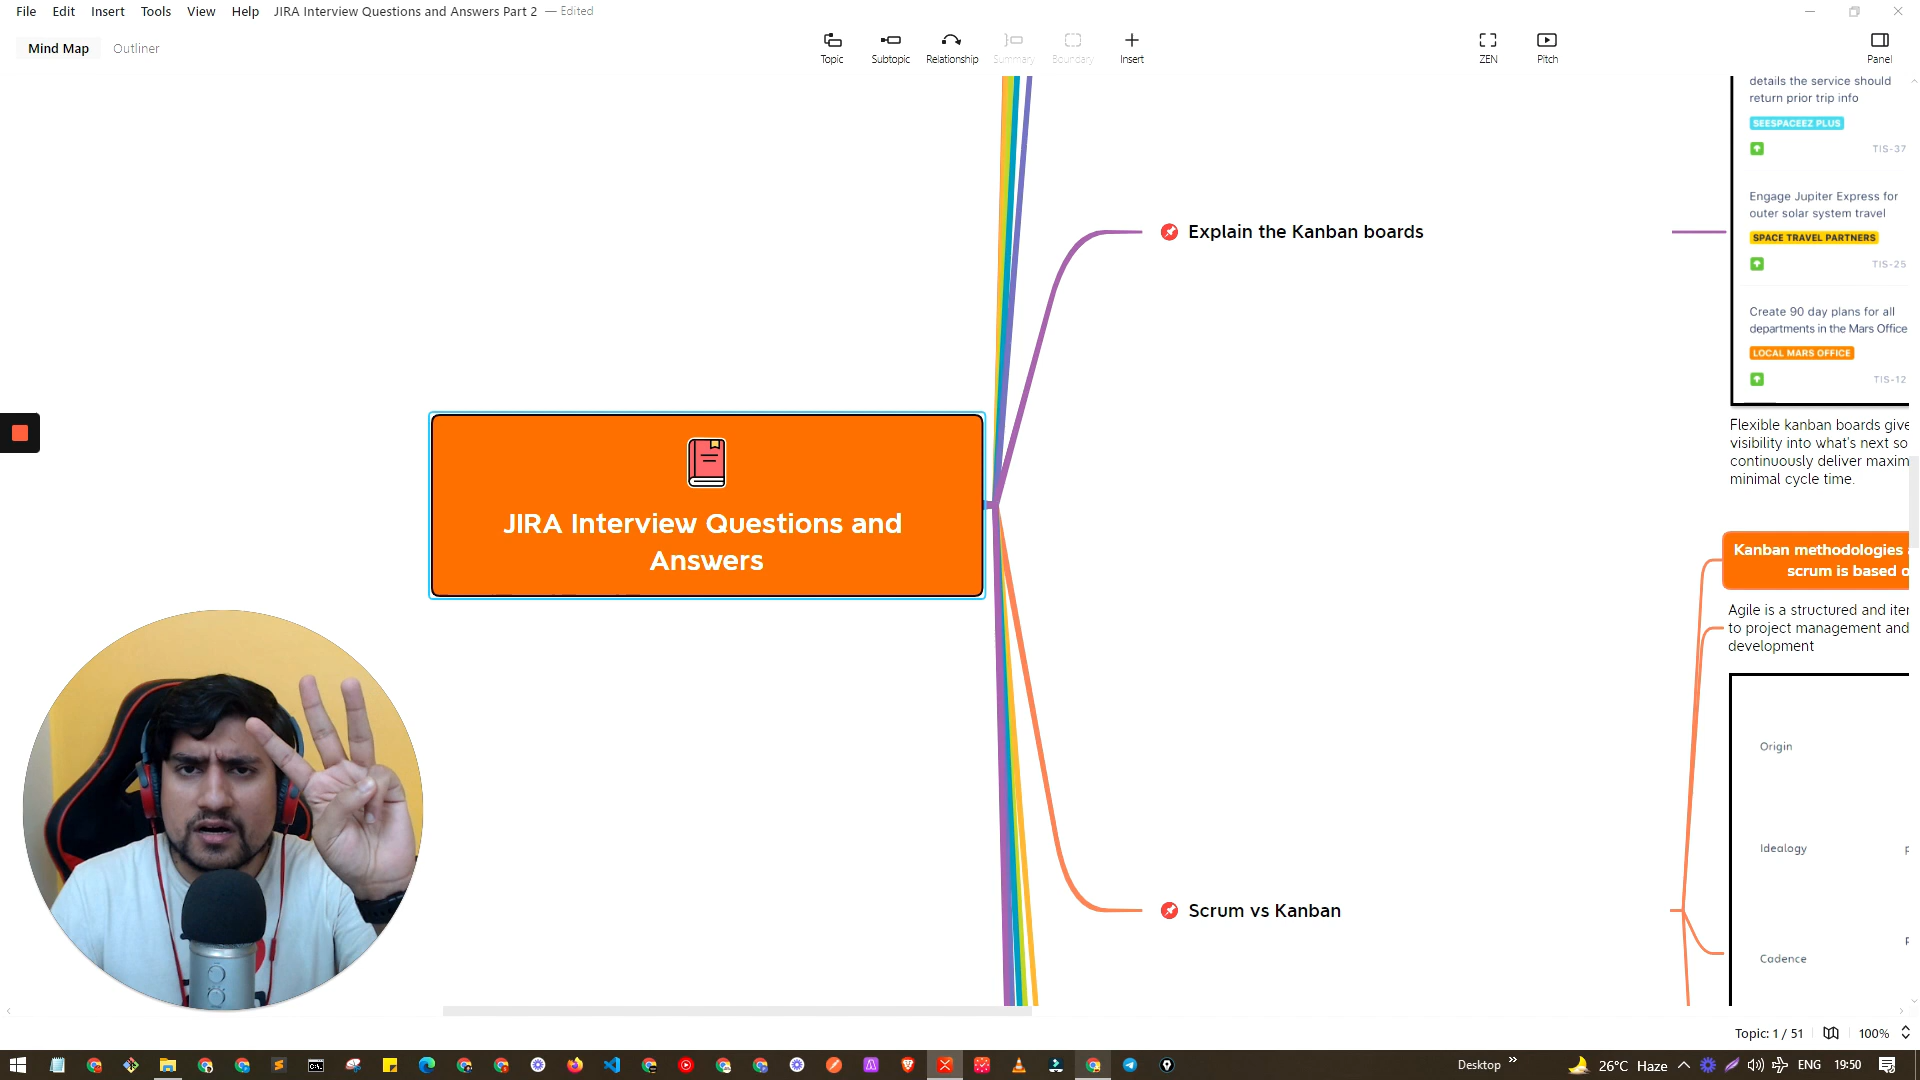 File Edit Insert Tools View Help JIRA Interview Questions and Answers Part 2 — Edited
Mind Map Outliner
Topic Subtopic Relationship Summary Boundary Insert ZEN Pitch Panel
details the service should
return prior trip info
SEESPACEEZ PLUS
TIS-37
Engage Jupiter Express for
outer solar system travel
SPACE TRAVEL PARTNERS
TIS-25
Create 90 day plans for all
departments in the Mars Office
LOCAL MARS OFFICE
TIS-12
Explain the Kanban boards
Flexible kanban boards give
visibility into what's next so
continuously deliver maxim
minimal cycle time.
JIRA Interview Questions and
Answers
Kanban methodologies
scrum is based o
Agile is a structured and iter
to project management and
development
Origin
Idealogy
Cadence
Scrum vs Kanban
Topic: 1 / 51 100%
Desktop 26°C Haze ENG 19:50